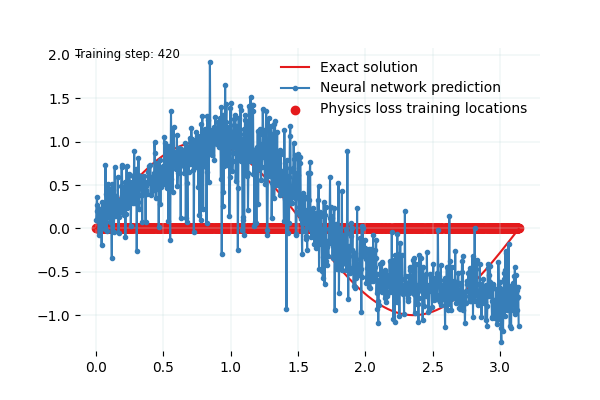 Training step: 420
Exact solution
Neural network prediction
Physics loss training locations
2.0
1.5
1.0
0.5
0.0
−0.5
−1.0
0.0 0.5 1.0 1.5 2.0 2.5 3.0